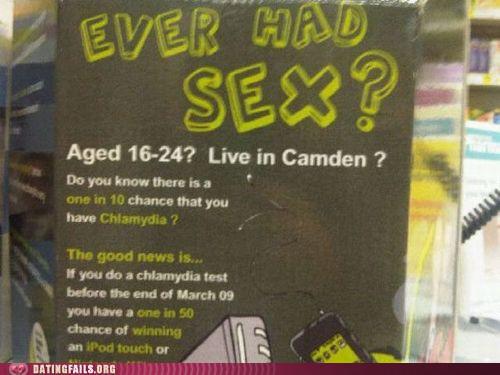 EVER HAD
SEX?
Aged 16-24? Live in Camden ?
Do you know there is a
one in 10 chance that you
have Chlamydia ?
The good news is...
If you do a chlamydia test
before the end of March 09
you have a one in 50
chance of winning
an iPod touch or
DATINGFAILS.ORG